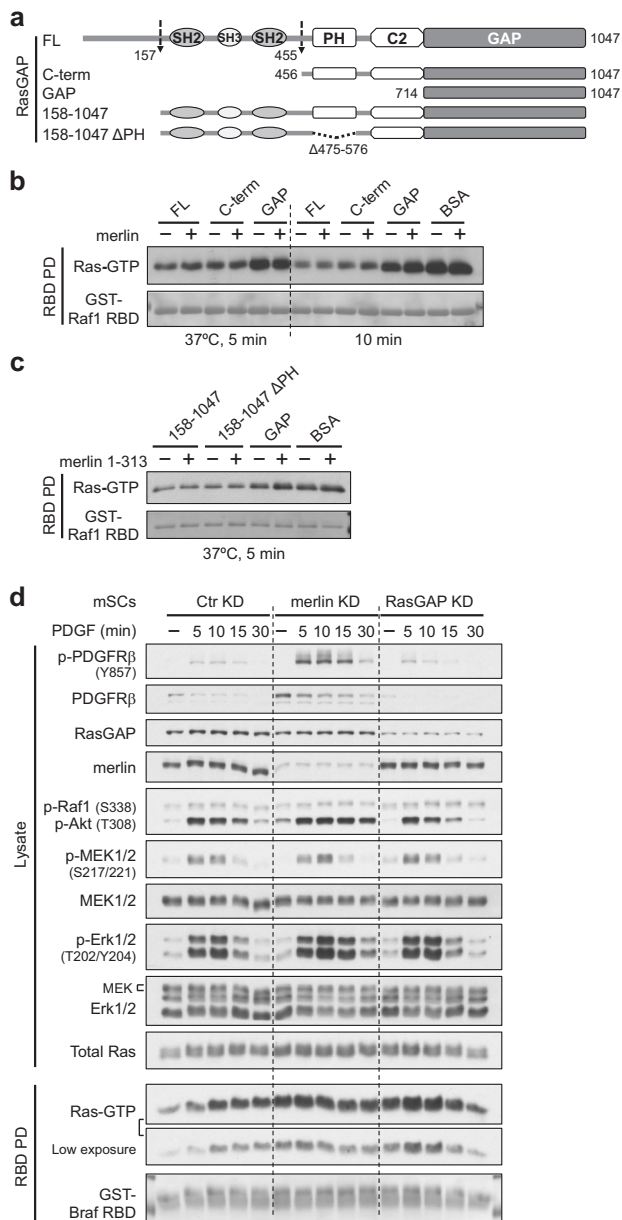 a
FL SH2 SH3 SH2 PH C2 GAP 1047
157 455
RasGAP
C-term 456 1047
GAP 714 1047
158-1047
158-1047 ΔPH
Δ475-576
b
FL C-term GAP FL C-term GAP BSA
merlin − + − + − + − + − + − + − +
RBD PD
Ras-GTP
GST-
Raf1 RBD
37ºC, 5 min 10 min
c
158-1047 158-1047 ΔPH GAP BSA
merlin 1-313 − + − + − + − +
RBD PD
Ras-GTP
GST-
Raf1 RBD
37ºC, 5 min
d
mSCs Ctr KD merlin KD RasGAP KD
PDGF (min) − 5 10 15 30 − 5 10 15 30 − 5 10 15 30
Lysate
p-PDGFRβ
(Y857)
PDGFRβ
RasGAP
merlin
p-Raf1 (S338)
p-Akt (T308)
p-MEK1/2
(S217/221)
MEK1/2
p-Erk1/2
(T202/Y204)
MEK
Erk1/2
Total Ras
RBD PD
Ras-GTP
Low exposure
GST-
Braf RBD